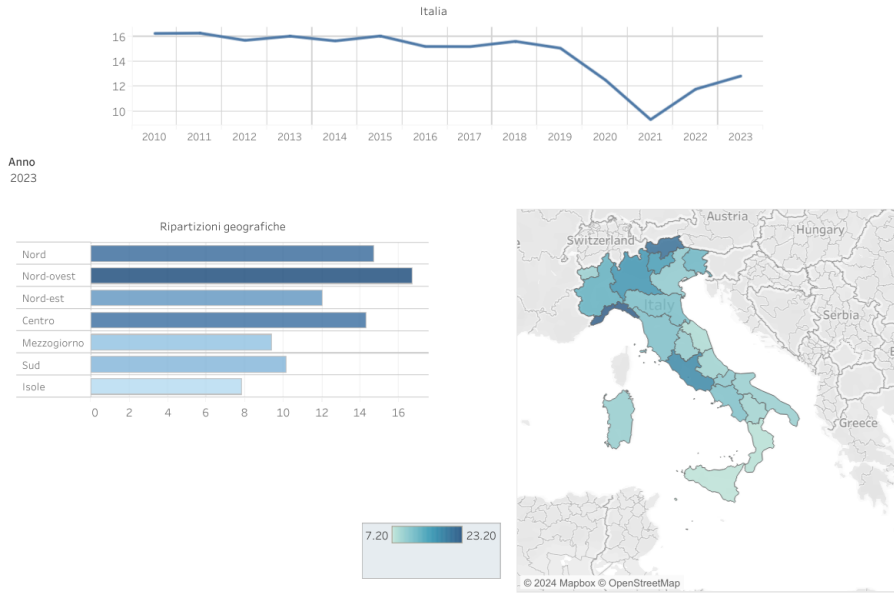 Italia
16
14
12
10
2010 2011 2012 2013 2014 2015 2016 2017 2018 2019 2020 2021 2022 2023
Anno
2023
Ripartizioni geografiche
Nord
Nord-ovest
Nord-est
Centro
Mezzogiorno
Sud
Isole
0 2 4 6 8 10 12 14 16
7.20 23.20
Austria
Switzerland
Hungary
Italy
Serbia
Greece
© 2024 Mapbox © OpenStreetMap